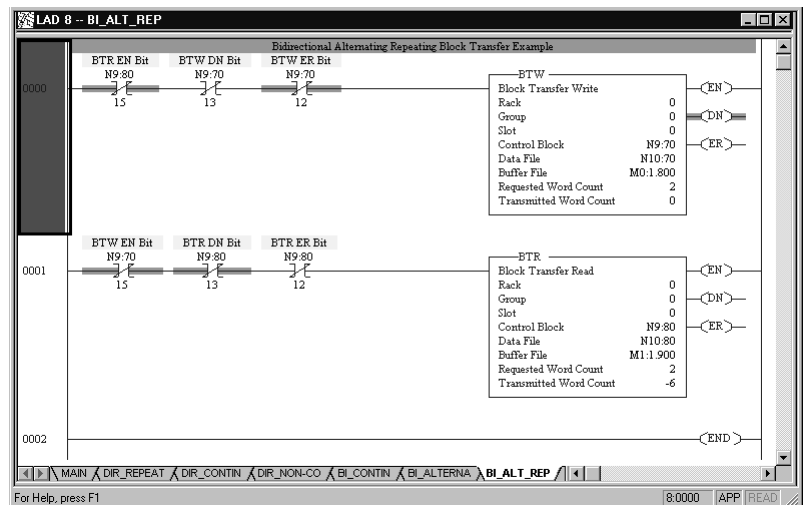 LAD 8 -- BI_ALT_REP
Bidirectional Alternating Repeating Block Transfer Example
BTR EN Bit BTW DN Bit BTW ER Bit
N9:80 N9:70 N9:70
0000
15 13 12
BTW
Block Transfer Write
Rack 0
Group 0
Slot 0
Control Block N9:70
Data File N10:70
Buffer File M0:1.800
Requested Word Count 2
Transmitted Word Count 0
EN
DN
ER
BTW EN Bit BTR DN Bit BTR ER Bit
N9:70 N9:80 N9:80
0001
15 13 12
BTR
Block Transfer Read
Rack 0
Group 0
Slot 0
Control Block N9:80
Data File N10:80
Buffer File M1:1.900
Requested Word Count 2
Transmitted Word Count -6
EN
DN
ER
0002
END
MAIN DIR_REPEAT DIR_CONTIN DIR_NON-CO BI_CONTIN BI_ALTERNA BI_ALT_REP
For Help, press F1 8:0000 APP READ